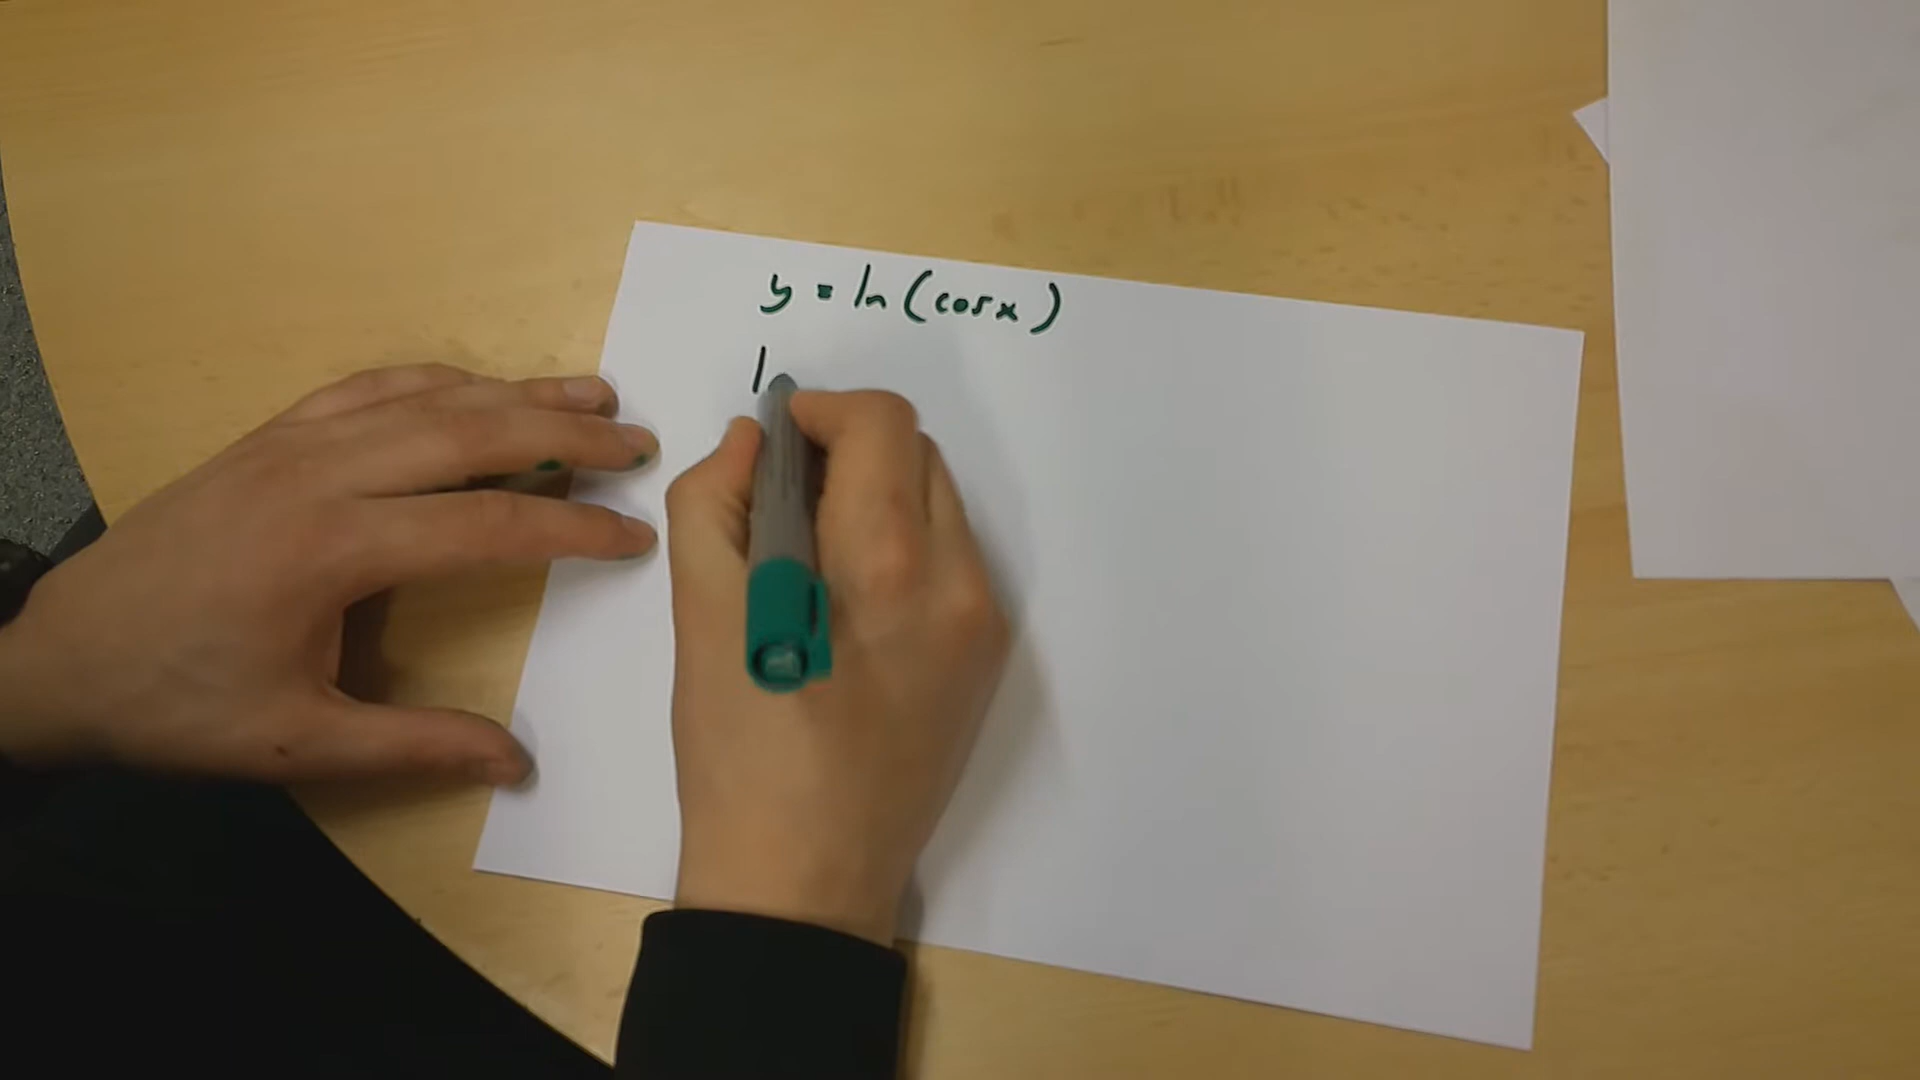 y = ln(cosx)
l